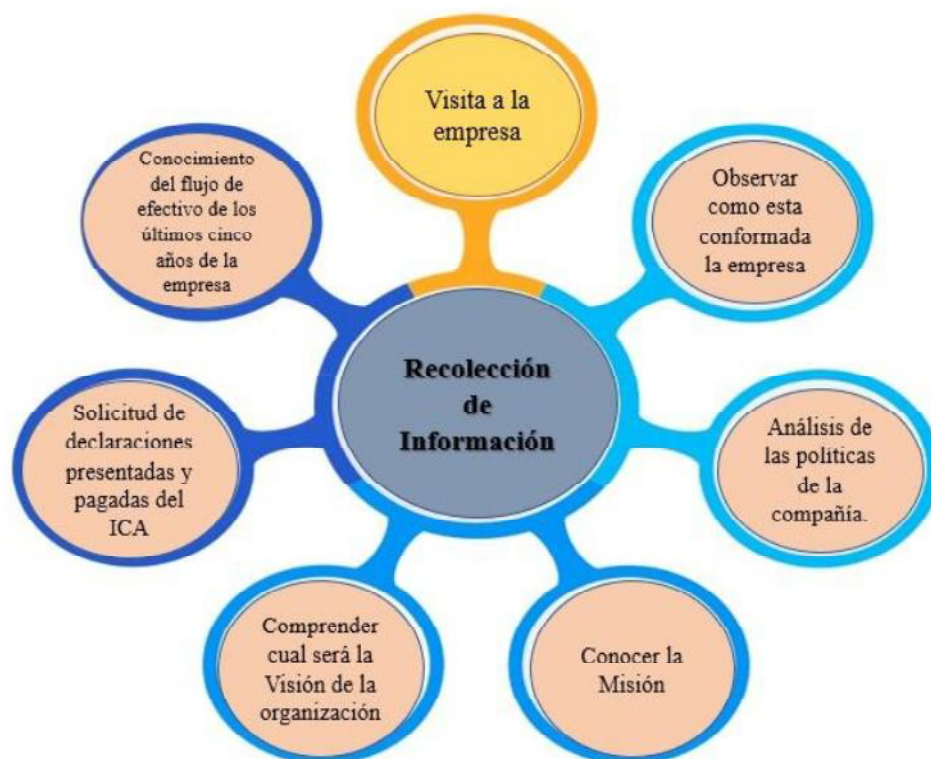 Visita a la
empresa
Observar
como esta
conformada
la empresa
Análisis de
las políticas
de la
compañía.
Conocer la
Misión
Comprender
cual será la
Visión de la
organización
Solicitud de
declaraciones
presentadas y
pagadas del
ICA
Conocimiento
del flujo de
efectivo de los
últimos cinco
años de la
empresa
Recolección
de
Información